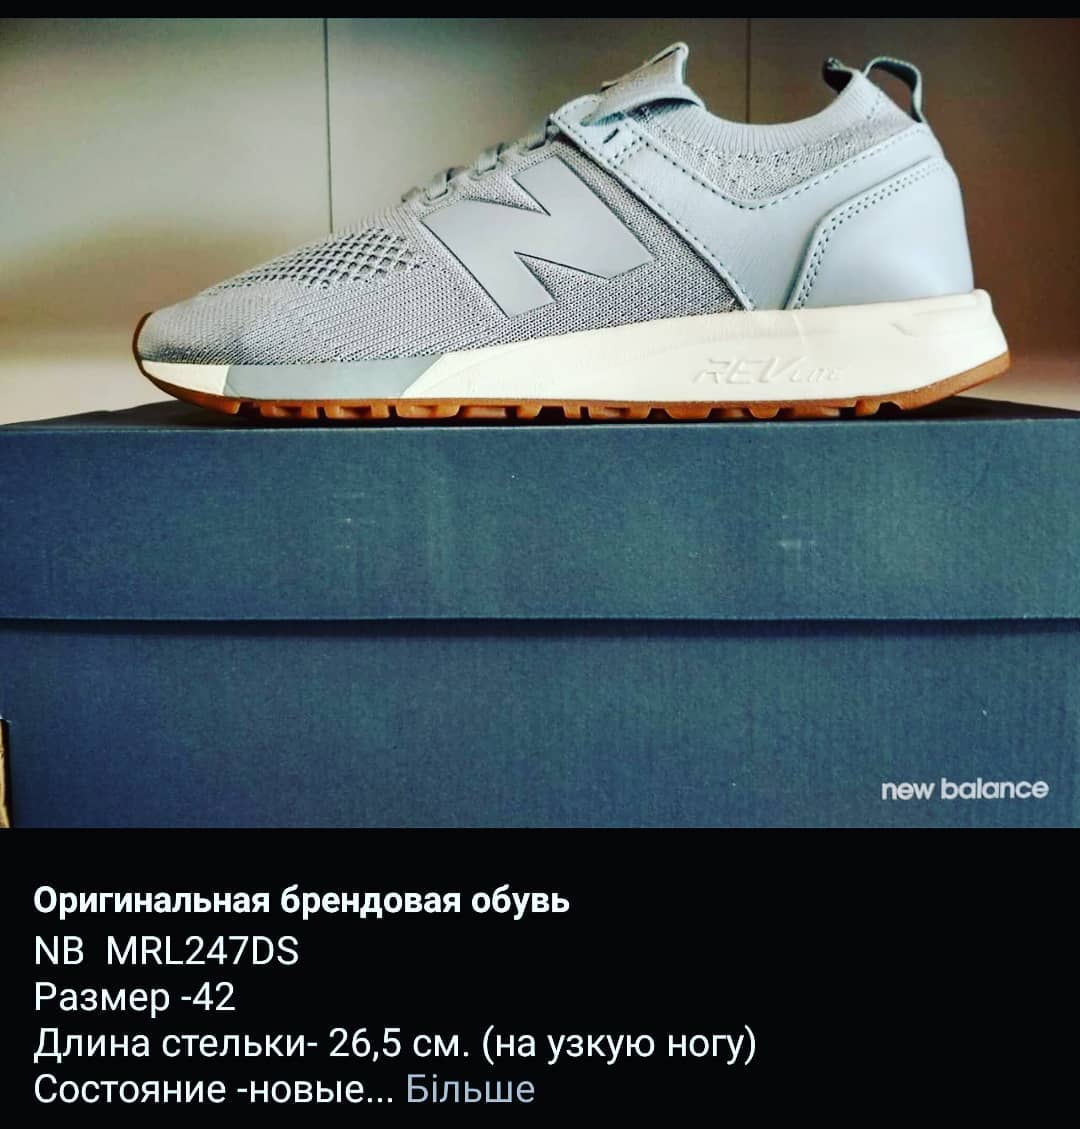 N
REVLITE
new balance
Оригинальная брендовая обувь
NB MRL247DS
Размер -42
Длина стельки- 26,5 см. (на узкую ногу)
Состояние -новые... Більше